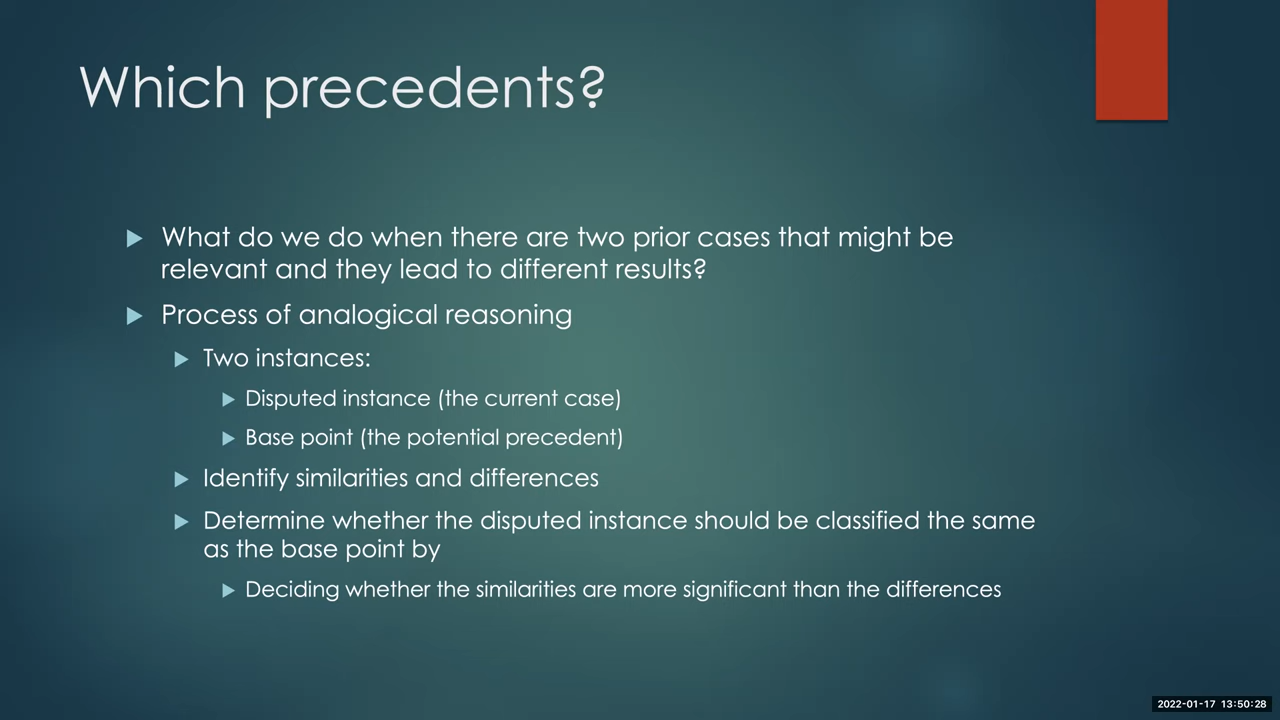 Which precedents?
What do we do when there are two prior cases that might be
relevant and they lead to different results?
Process of analogical reasoning
Two instances:
Disputed instance (the current case)
Base point (the potential precedent)
Identify similarities and differences
Determine whether the disputed instance should be classified the same
as the base point by
Deciding whether the similarities are more significant than the differences
2022-01-17 13:50:28